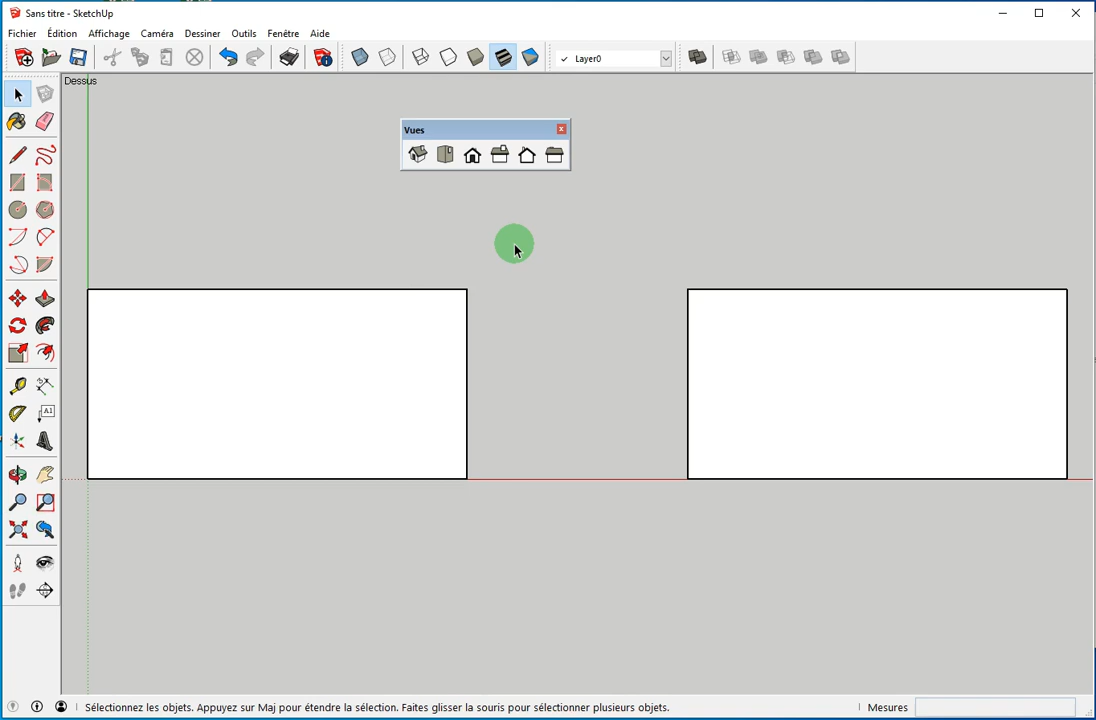 Sans titre - SketchUp
Fichier Édition Affichage Caméra Dessiner Outils Fenêtre Aide
✓ Layer0
Dessus
Vues
A1
Sélectionnez les objets. Appuyez sur Maj pour étendre la sélection. Faites glisser la souris pour sélectionner plusieurs objets.
Mesures